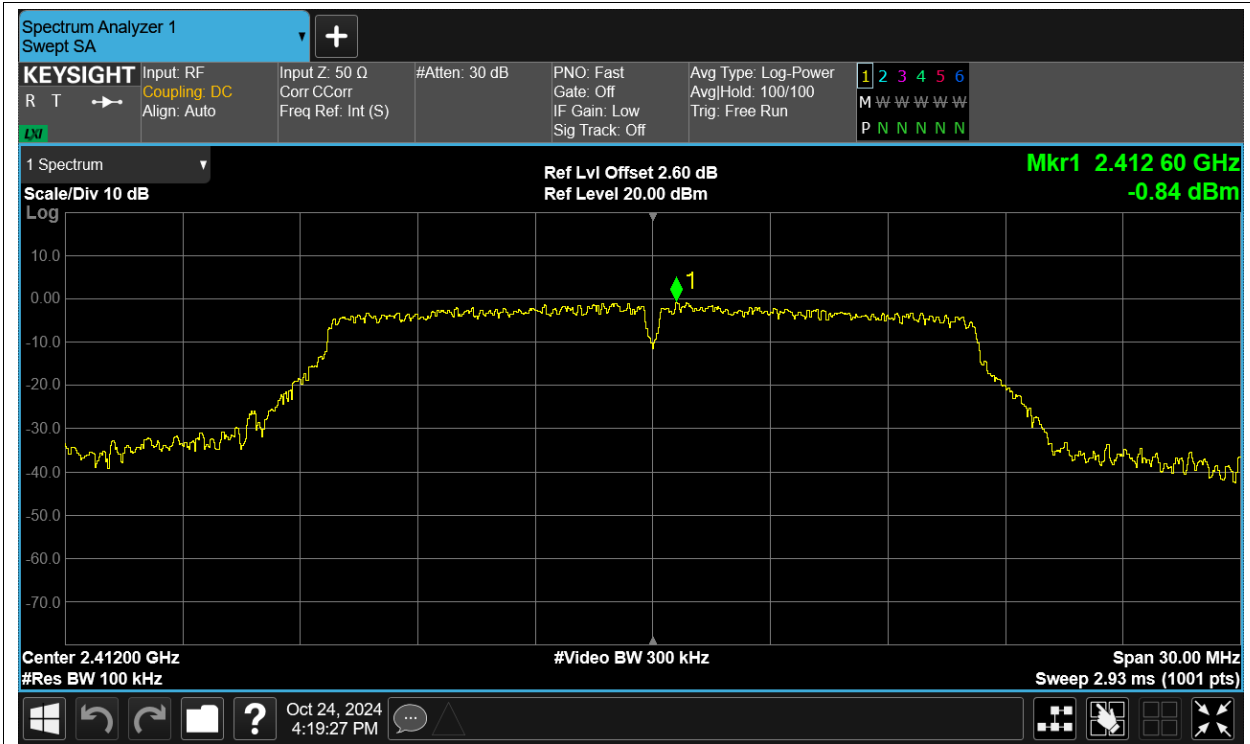 Spectrum Analyzer 1
Swept SA
KEYSIGHT
R T
LXI
Input: RF
Coupling: DC
Align: Auto
Input Z: 50 Ω
Corr CCorr
Freq Ref: Int (S)
#Atten: 30 dB
PNO: Fast
Gate: Off
IF Gain: Low
Sig Track: Off
Avg Type: Log-Power
Avg|Hold: 100/100
Trig: Free Run
1 2 3 4 5 6
M W W W W W
P N N N N N
1 Spectrum
Scale/Div 10 dB
Ref Lvl Offset 2.60 dB
Ref Level 20.00 dBm
Mkr1 2.412 60 GHz
-0.84 dBm
Log
10.0
0.00
-10.0
-20.0
-30.0
-40.0
-50.0
-60.0
-70.0
1
Center 2.41200 GHz
#Res BW 100 kHz
#Video BW 300 kHz
Span 30.00 MHz
Sweep 2.93 ms (1001 pts)
?
Oct 24, 2024
4:19:27 PM